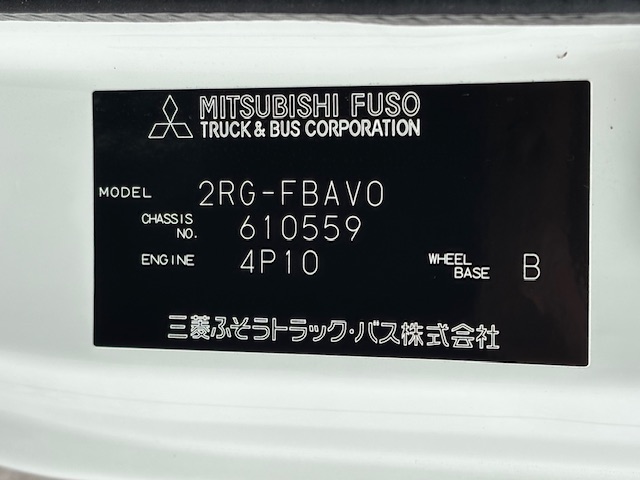 MITSUBISHI FUSO
TRUCK & BUS CORPORATION
MODEL 2RG-FBAV0
CHASSIS NO. 610559
ENGINE 4P10 WHEEL BASE B
三菱ふそうトラック・バス株式会社